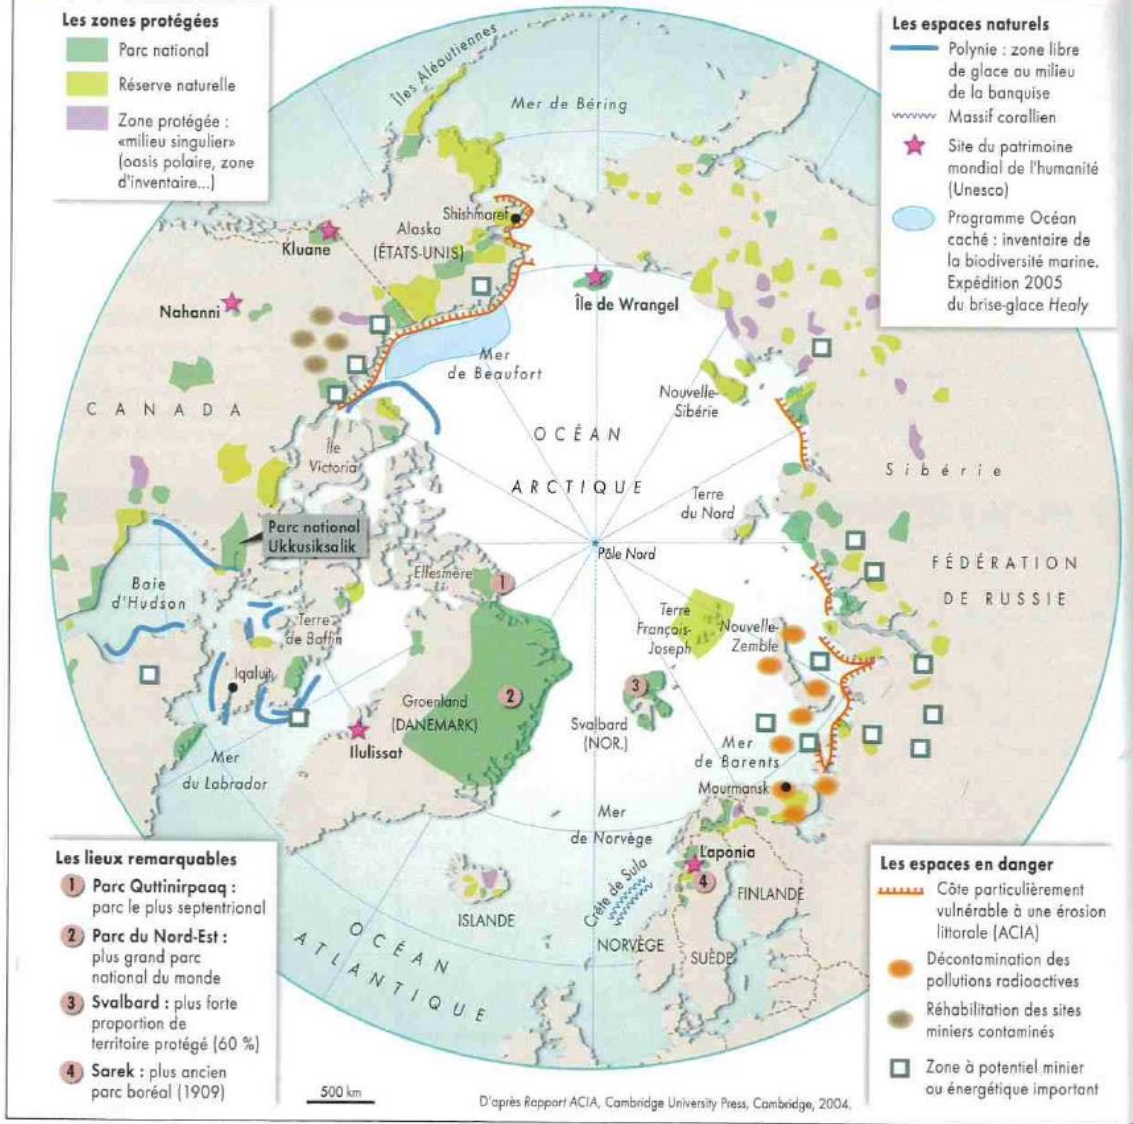 Les zones protégées
Parc national
Réserve naturelle
Zone protégée :
«milieu singulier»
(oasis polaire, zone
d'inventaire...)
Les espaces naturels
Polynie : zone libre
de glace au milieu
de la banquise
Massif corallien
Site du patrimoine
mondial de l'humanité
(Unesco)
Programme Océan
caché : inventaire de
la biodiversité marine.
Expédition 2005
du brise-glace Healy
Îles Aléoutiennes
Mer de Béring
Shishmaref
Alaska
(ÉTATS-UNIS)
Kluane
Nahanni
Île de Wrangel
Mer
de Beaufort
Nouvelle-
Sibérie
CANADA
Île
Victoria
OCÉAN
ARCTIQUE
Sibérie
Terre
du Nord
Parc national
Ukkusiksalik
Pôle Nord
FÉDÉRATION
DE RUSSIE
Ellesmere
1
Baie
d'Hudson
Terre
de Baffin
Terre
François-
Joseph
Nouvelle-
Zemble
Iqaluit
Groenland
(DANEMARK)
2
3
Svalbard
(NOR.)
Ilulissat
Mer
du Labrador
Mer
de Barents
Mourmansk
Mer
de Norvège
Laponia
4
Crête de Sula
FINLANDE
ISLANDE
NORVÈGE
SUÈDE
OCÉAN
ATLANTIQUE
Les lieux remarquables
1 Parc Quttinirpaaq :
parc le plus septentrional
2 Parc du Nord-Est :
plus grand parc
national du monde
3 Svalbard : plus forte
proportion de
territoire protégé (60 %)
4 Sarek : plus ancien
parc boréal (1909)
Les espaces en danger
Côte particulièrement
vulnérable à une érosion
littorale (ACIA)
Décontamination des
pollutions radioactives
Réhabilitation des sites
miniers contaminés
Zone à potentiel minier
ou énergétique important
500 km
D'après Rapport ACIA, Cambridge University Press, Cambridge, 2004.